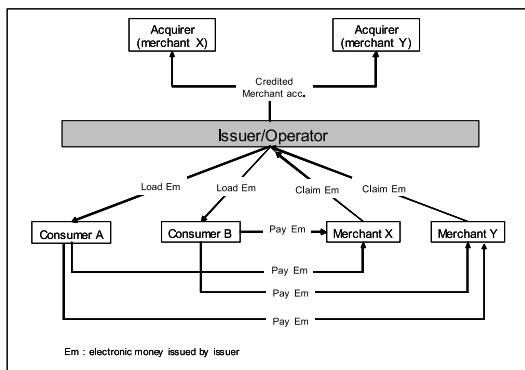 Acquirer
(merchant X)
Acquirer
(merchant Y)
Credited
Merchant acc.
Issuer/Operator
Load Em
Load Em
Claim Em
Claim Em
Consumer A
Consumer B
Pay Em
Merchant X
Merchant Y
Pay Em
Pay Em
Pay Em
Em : electronic money issued by issuer